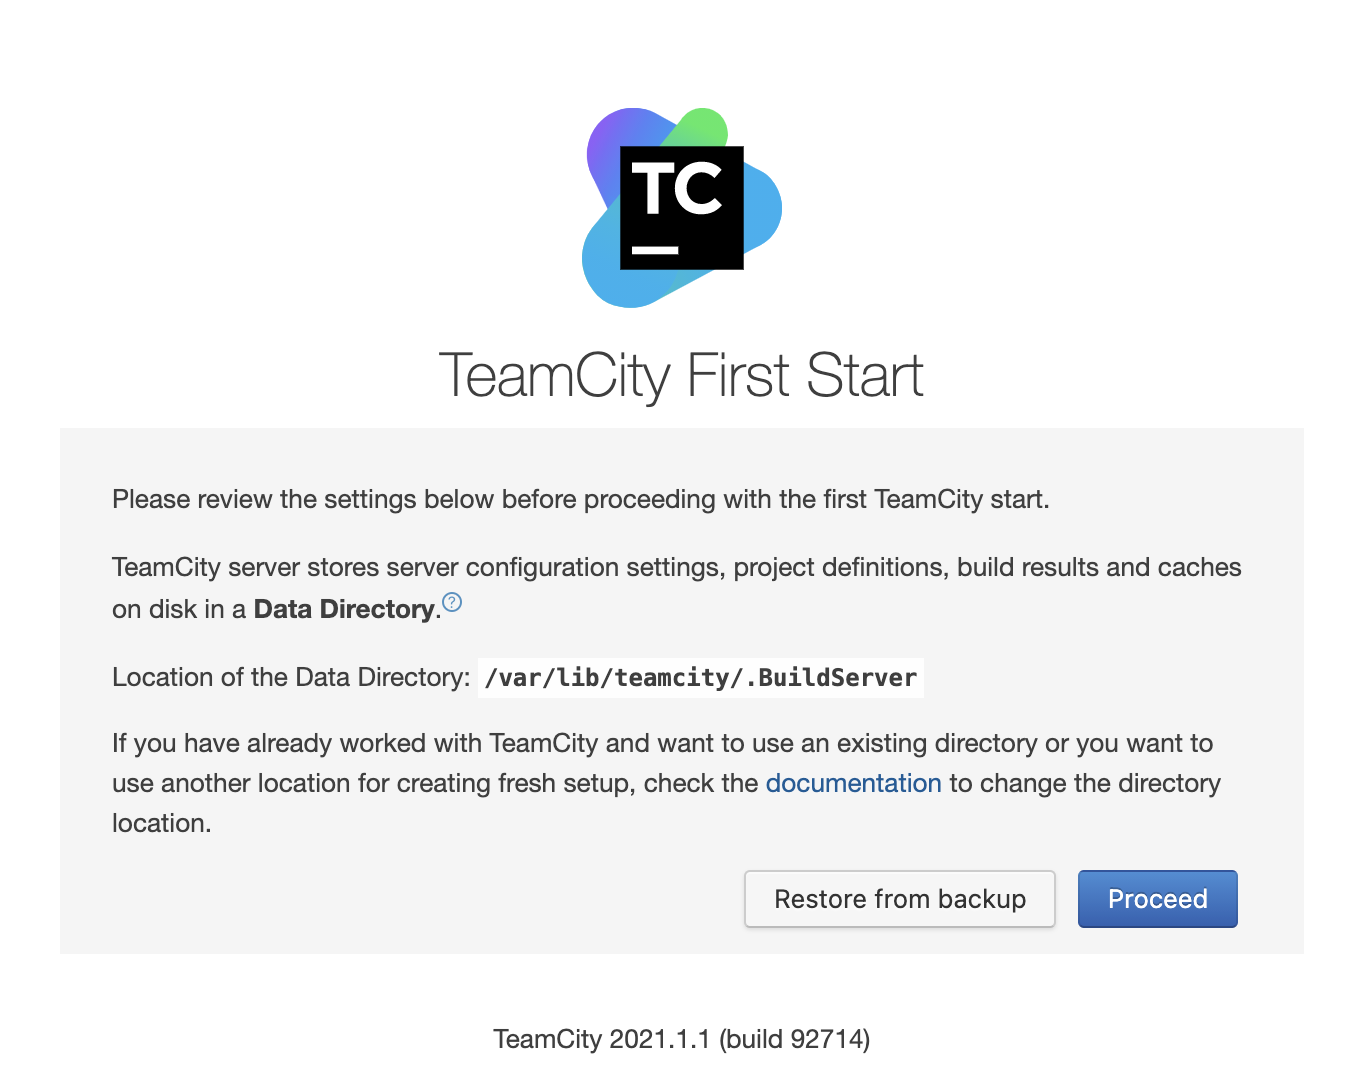 TC
TeamCity First Start
Please review the settings below before proceeding with the first TeamCity start.
TeamCity server stores server configuration settings, project definitions, build results and caches
on disk in a Data Directory.?
Location of the Data Directory: /var/lib/teamcity/.BuildServer
If you have already worked with TeamCity and want to use an existing directory or you want to
use another location for creating fresh setup, check the documentation to change the directory
location.
Restore from backup Proceed
TeamCity 2021.1.1 (build 92714)